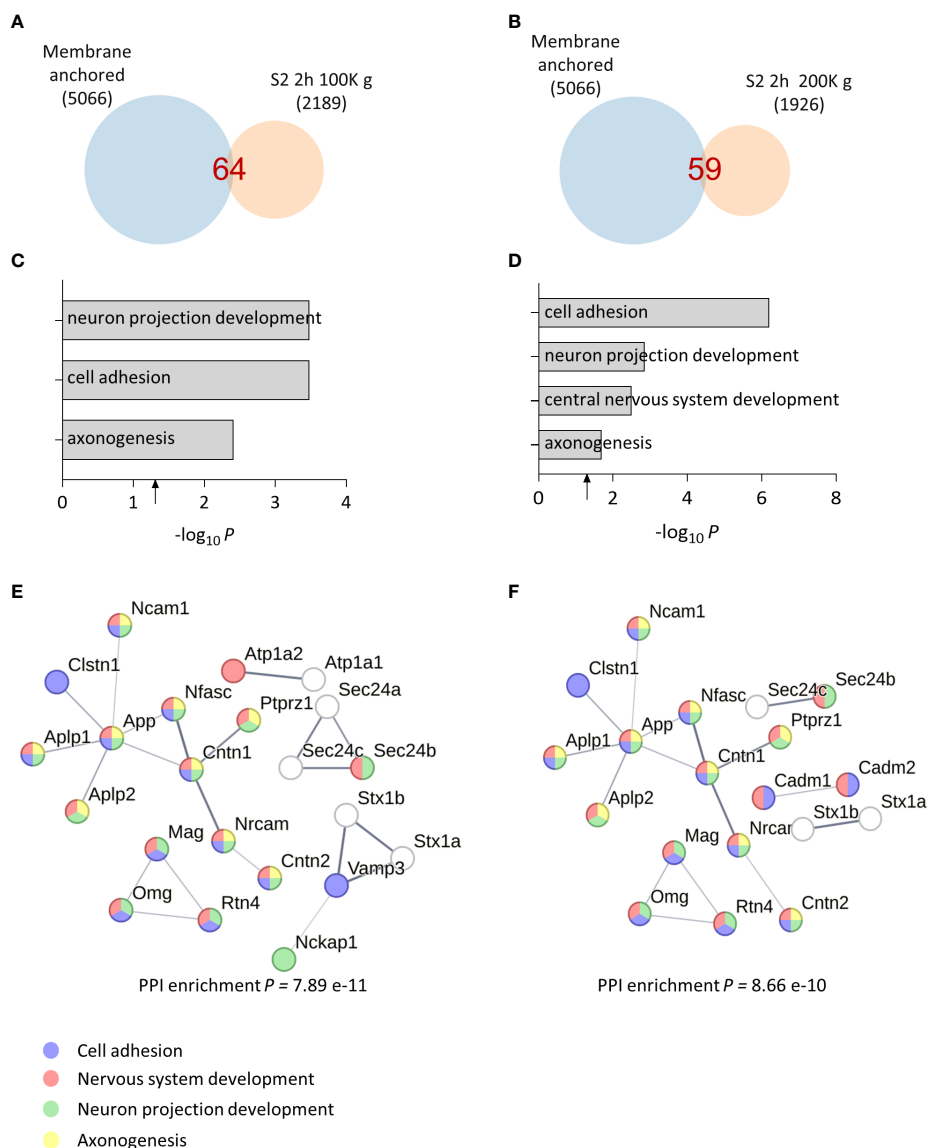 A
B
Membrane
anchored
(5066)
S2 2h 100K g
(2189)
64
Membrane
anchored
(5066)
S2 2h 200K g
(1926)
59
C
neuron projection development
cell adhesion
axonogenesis
0 1 2 3 4
-log10 P
D
cell adhesion
neuron projection development
central nervous system development
axonogenesis
0 2 4 6 8
-log10 P
E
Ncam1
Clstn1
Atp1a2
Atp1a1
Nfasc
Ptprz1
Sec24a
App
Aplp1
Cntn1
Sec24c
Sec24b
Aplp2
Stx1b
Mag
Nrcam
Stx1a
Cntn2
Vamp3
Omg
Rtn4
Nckap1
PPI enrichment P = 7.89 e-11
F
Ncam1
Clstn1
Nfasc
Sec24c
Sec24b
App
Ptprz1
Aplp1
Cntn1
Cadm1
Cadm2
Aplp2
Stx1b
Stx1a
Mag
Nrcar
Omg
Rtn4
Cntn2
PPI enrichment P = 8.66 e-10
Cell adhesion
Nervous system development
Neuron projection development
Axonogenesis